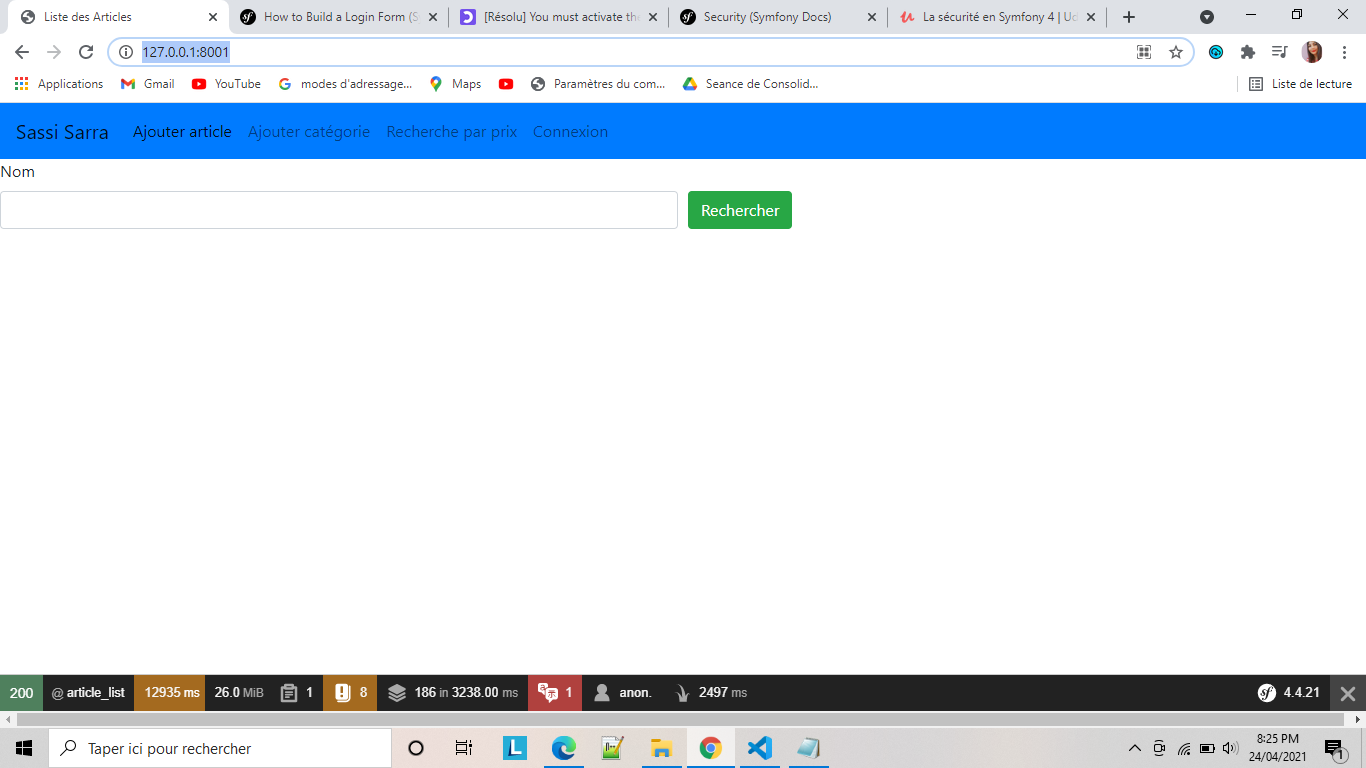 Liste des Articles
How to Build a Login Form (S
[Résolu] You must activate the
Security (Symfony Docs)
La sécurité en Symfony 4 | Ud
127.0.0.1:8001
Applications
Gmail
YouTube
modes d'adressage...
Maps
Paramètres du com...
Seance de Consolid...
Liste de lecture
Sassi Sarra
Ajouter article
Ajouter catégorie
Recherche par prix
Connexion
Nom
Rechercher
200 @ article_list 12935 ms 26.0 MiB 1 8 186 in 3238.00 ms 1 anon. 2497 ms sf 4.4.21
Taper ici pour rechercher
8:25 PM
24/04/2021
1